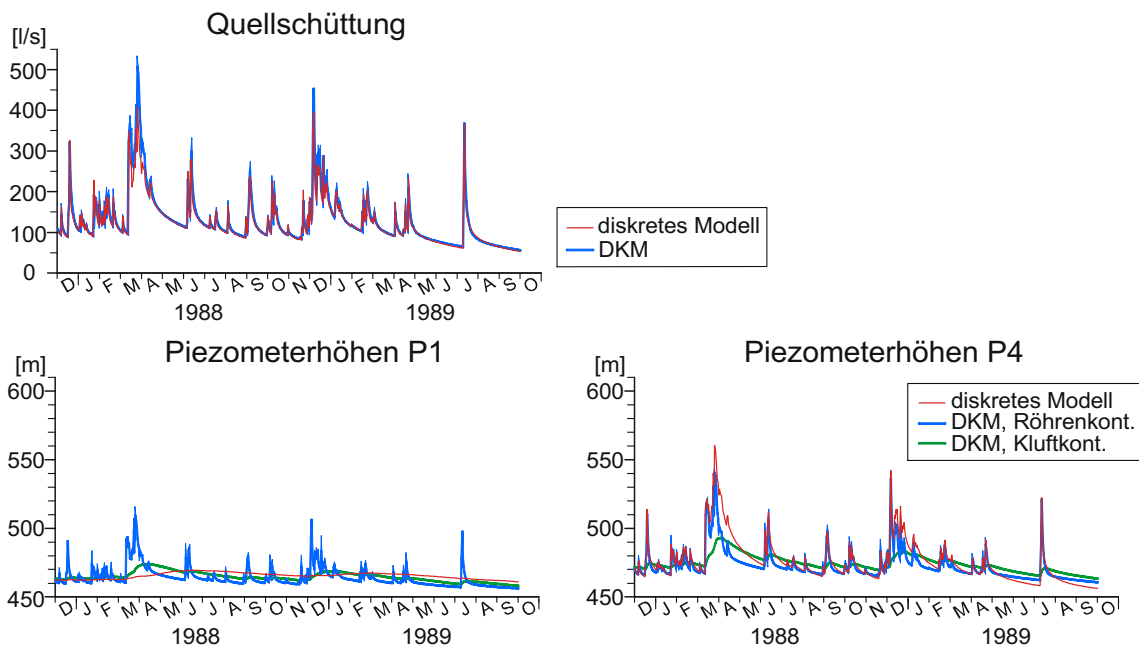 Quellschüttung
[l/s]
500
400
300
200
100
0
D J F M A M J J A S O N D J F M A M J J A S O
1988 1989
diskretes Modell
DKM
Piezometerhöhen P1
[m]
600
550
500
450
D J F M A M J J A S O N D J F M A M J J A S O
1988 1989
Piezometerhöhen P4
[m]
600
550
500
450
D J F M A M J J A S O N D J F M A M J J A S O
1988 1989
diskretes Modell
DKM, Röhrenkont.
DKM, Kluftkont.